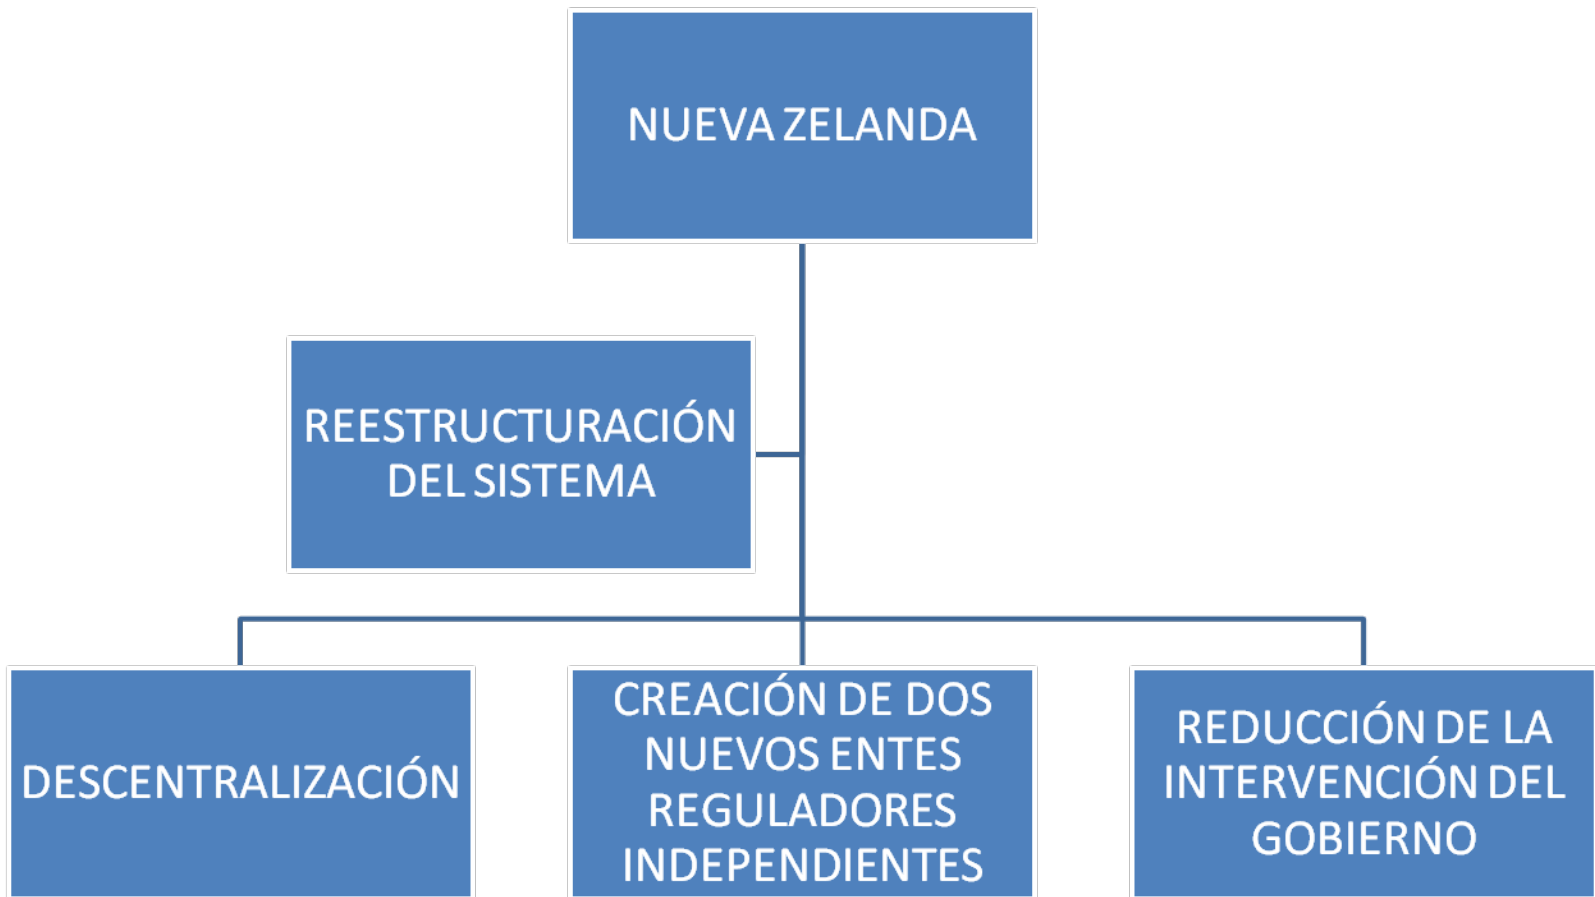 NUEVA ZELANDA
REESTRUCTURACIÓN
DEL SISTEMA
DESCENTRALIZACIÓN
CREACIÓN DE DOS
NUEVOS ENTES
REGULADORES
INDEPENDIENTES
REDUCCIÓN DE LA
INTERVENCIÓN DEL
GOBIERNO